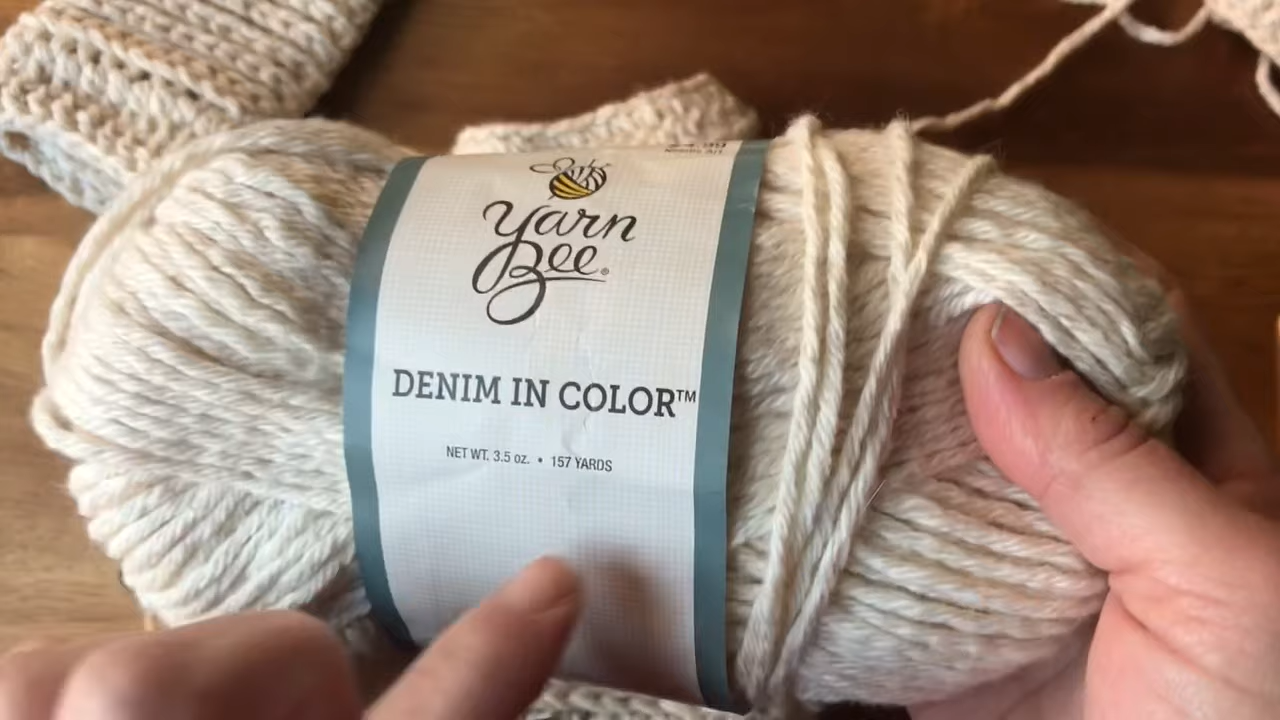 Yarn
Bee®
DENIM IN COLOR™
NET WT. 3.5 oz. • 157 YARDS